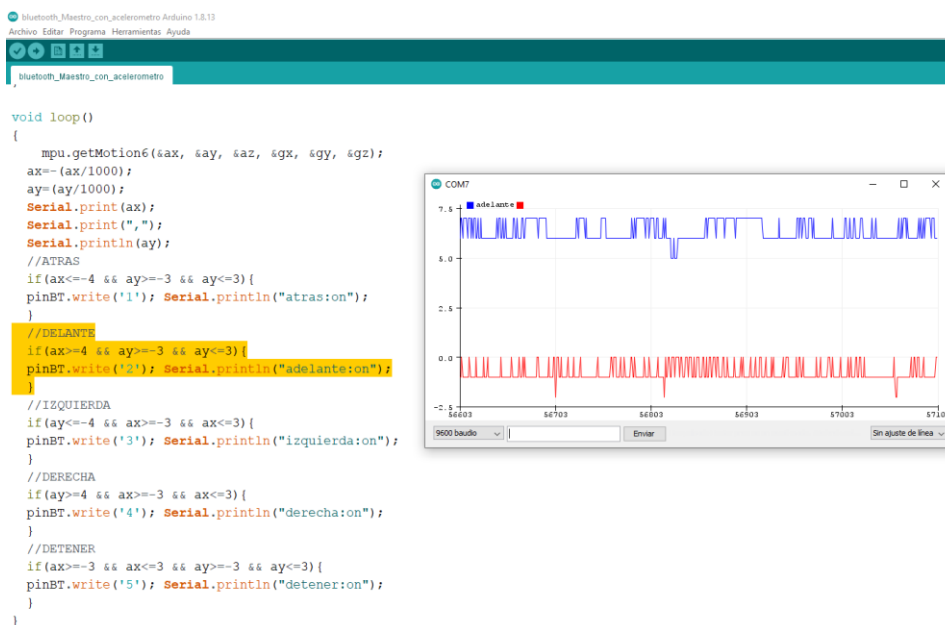 bluetooth_Maestro_con_acelerometro Arduino 1.8.13
Archivo Editar Programa Herramientas Ayuda
bluetooth_Maestro_con_acelerometro
void loop()
{
mpu.getMotion6(&ax, &ay, &az, &gx, &gy, &gz);
ax=-(ax/1000);
ay=(ay/1000);
Serial.print(ax);
Serial.print(",");
Serial.println(ay);
//ATRAS
if(ax<=-4 && ay>=-3 && ay<=3){
pinBT.write('1'); Serial.println("atras:on");
}
//DELANTE
if(ax>=4 && ay>=-3 && ay<=3){
pinBT.write('2'); Serial.println("adelante:on");
}
//IZQUIERDA
if(ay<=-4 && ax>=-3 && ax<=3){
pinBT.write('3'); Serial.println("izquierda:on");
}
//DERECHA
if(ay>=4 && ax>=-3 && ax<=3){
pinBT.write('4'); Serial.println("derecha:on");
}
//DETENER
if(ax>=-3 && ax<=3 && ay>=-3 && ay<=3){
pinBT.write('5'); Serial.println("detener:on");
}
}
COM7
adelante
7.5
5.0
2.5
0.0
-2.5
56603 56703 56803 56903 57003 5710
9600 baudio
Enviar
Sin ajuste de línea